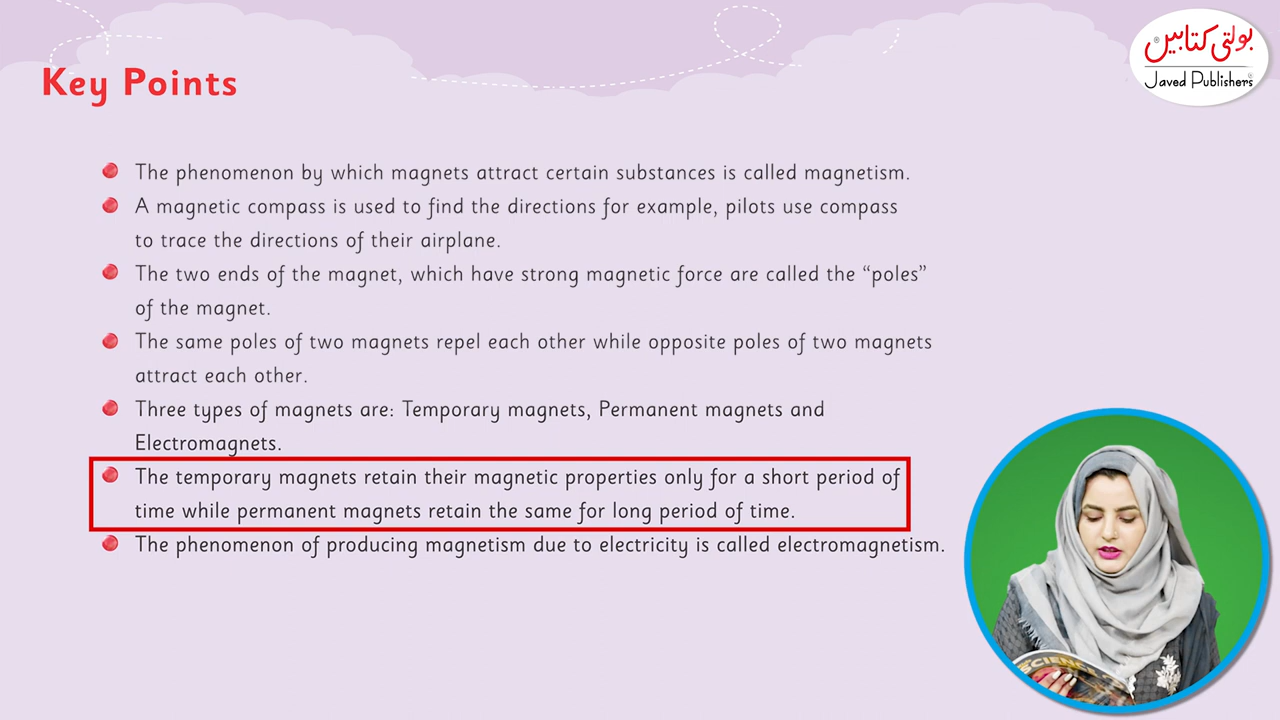 بولتی کتابیں
Javed Publishers
Key Points
The phenomenon by which magnets attract certain substances is called magnetism.
A magnetic compass is used to find the directions for example, pilots use compass
to trace the directions of their airplane.
The two ends of the magnet, which have strong magnetic force are called the “poles”
of the magnet.
The same poles of two magnets repel each other while opposite poles of two magnets
attract each other.
Three types of magnets are: Temporary magnets, Permanent magnets and
Electromagnets.
The temporary magnets retain their magnetic properties only for a short period of
time while permanent magnets retain the same for long period of time.
The phenomenon of producing magnetism due to electricity is called electromagnetism.
SCIENCE